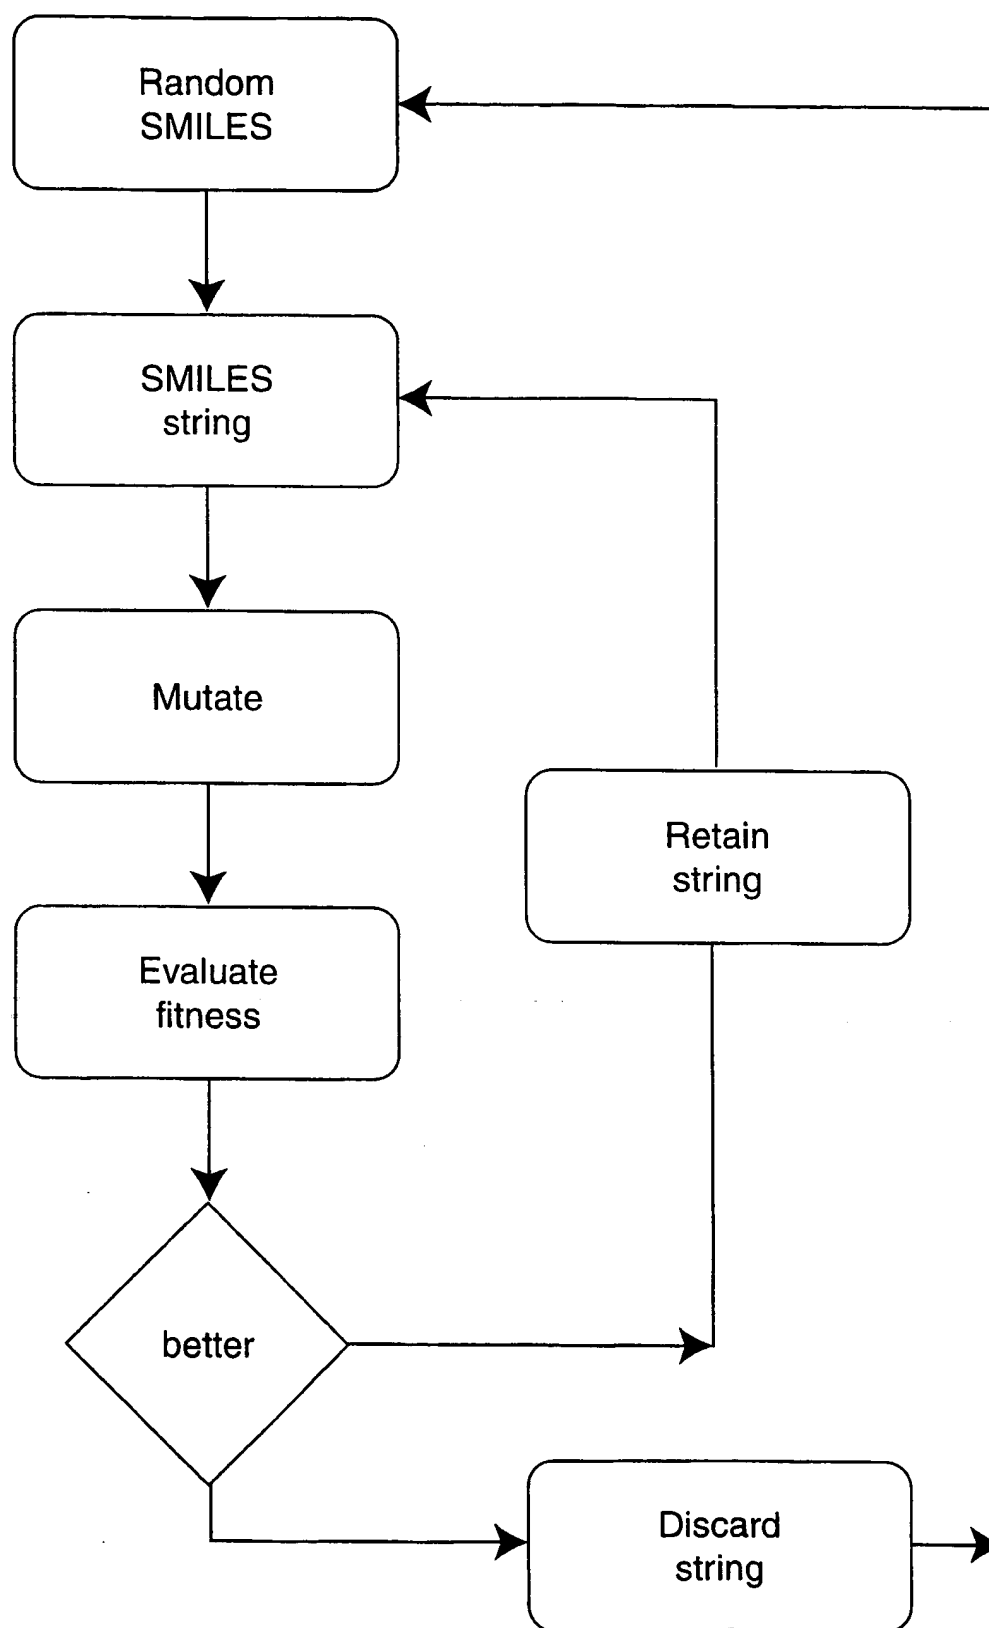 Random
SMILES
SMILES
string
Mutate
Retain
string
Evaluate
fitness
better
Discard
string